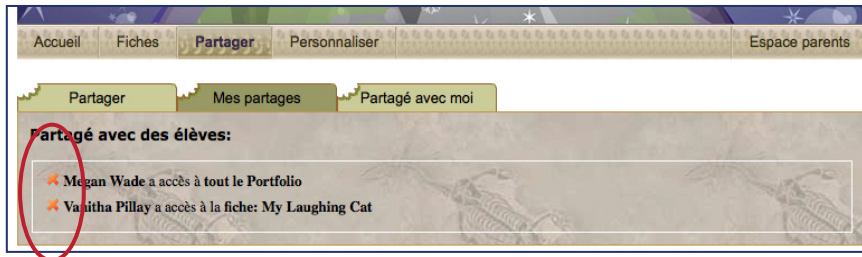 Accueil Fiches Partager Personnaliser Espace parents
Partager Mes partages Partagé avec moi
Partagé avec des élèves:
Megan Wade a accès à tout le Portfolio
Vanitha Pillay a accès à la fiche: My Laughing Cat